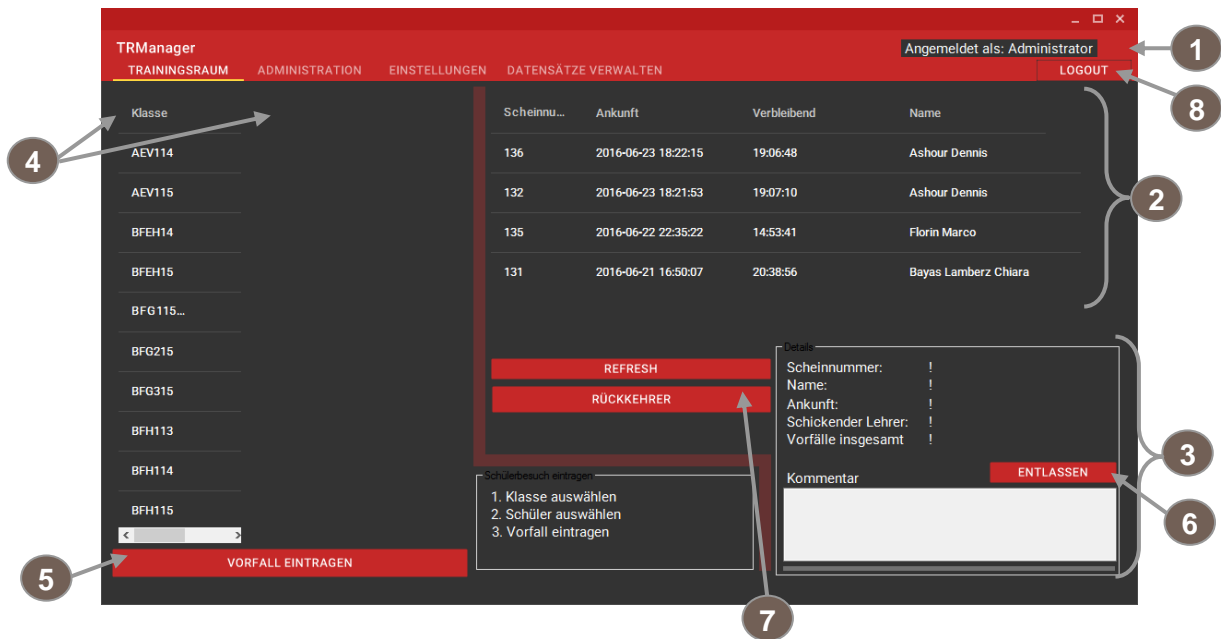 TRManager
Angemeldet als: Administrator
1
TRAININGSRAUM ADMINISTRATION EINSTELLUNGEN DATENSÄTZE VERWALTEN LOGOUT
8
Klasse
4
AEV114
AEV115
BFEH14
BFEH15
BFG115...
BFG215
BFG315
BFH113
BFH114
BFH115
VORFALL EINTRAGEN
5
Scheinnu... Ankunft Verbleibend Name
136 2016-06-23 18:22:15 19:06:48 Ashour Dennis
132 2016-06-23 18:21:53 19:07:10 Ashour Dennis
135 2016-06-22 22:35:22 14:53:41 Florin Marco
131 2016-06-21 16:50:07 20:38:56 Bayas Lamberz Chiara
2
REFRESH
RÜCKKEHRER
7
Schülerbesuch eintragen
1. Klasse auswählen
2. Schüler auswählen
3. Vorfall eintragen
Details
Scheinnummer: !
Name: !
Ankunft: !
Schickender Lehrer: !
Vorfälle insgesamt !
3
Kommentar
ENTLASSEN
6